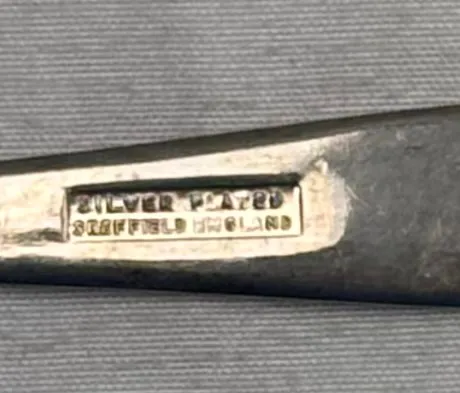 SILVER PLATED
SHEFFIELD ENGLAND